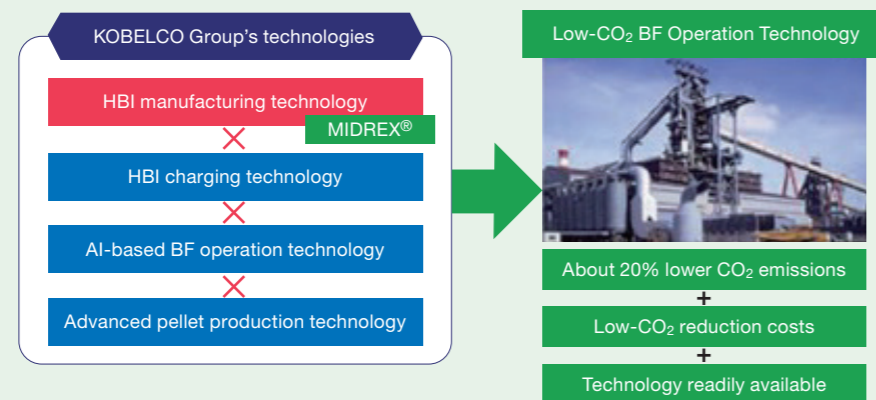 KOBELCO Group's technologies
HBI manufacturing technology
MIDREX®
×
HBI charging technology
×
AI-based BF operation technology
×
Advanced pellet production technology
Low-CO₂ BF Operation Technology
About 20% lower CO₂ emissions
+
Low-CO₂ reduction costs
+
Technology readily available